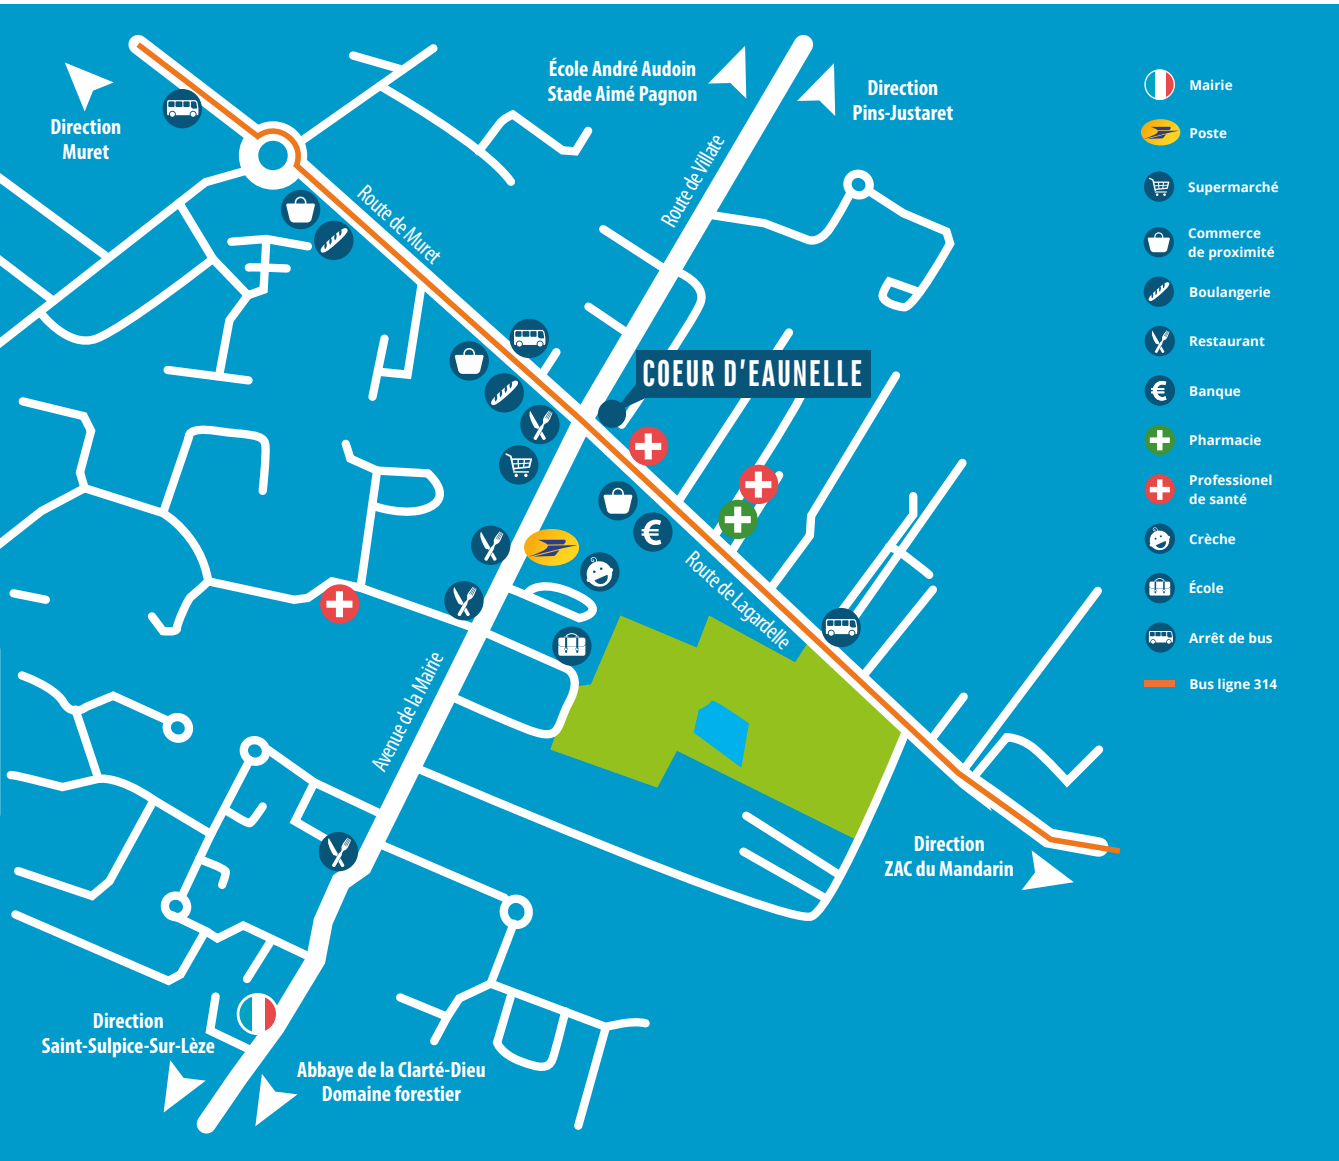 École André Audoin
Stade Aimé Pagnon
Direction
Pins-Justaret
Direction
Muret
Route de Muret
Route de Villate
COEUR D'EAUNELLE
Route de Lagardelle
Avenue de la Mairie
Direction
ZAC du Mandarin
Direction
Saint-Sulpice-Sur-Lèze
Abbaye de la Clarté-Dieu
Domaine forestier
Mairie
Poste
Supermarché
Commerce
de proximité
Boulangerie
Restaurant
Banque
Pharmacie
Professionel
de santé
Crèche
École
Arrêt de bus
Bus ligne 314